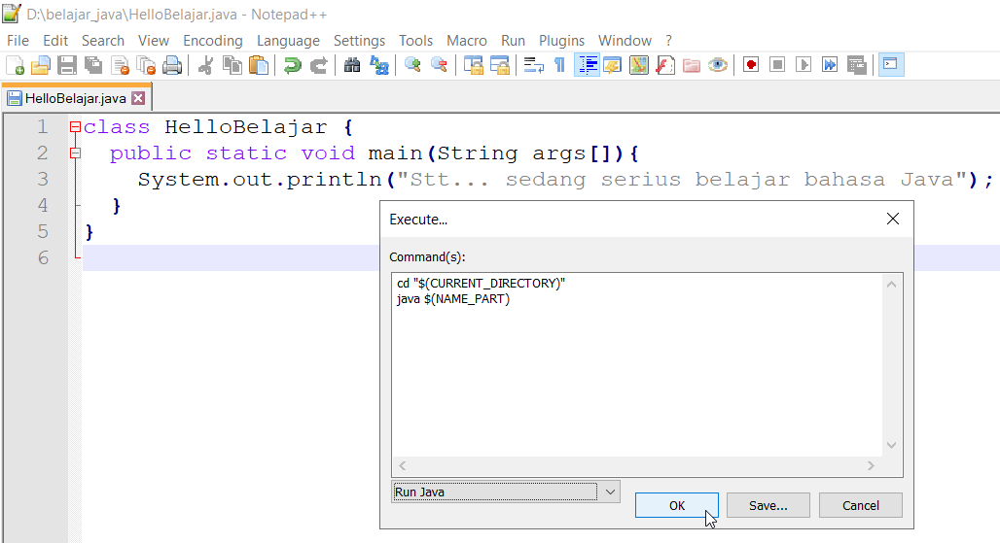 D:\belajar_java\HelloBelajar.java - Notepad++
File Edit Search View Encoding Language Settings Tools Macro Run Plugins Window ?
HelloBelajar.java
1 class HelloBelajar {
2 public static void main(String args[]){
3 System.out.println("Stt... sedang serius belajar bahasa Java");
4 }
5 }
6
Execute...
Command(s):
cd "$(CURRENT_DIRECTORY)"
java $(NAME_PART)
Run Java
OK Save... Cancel